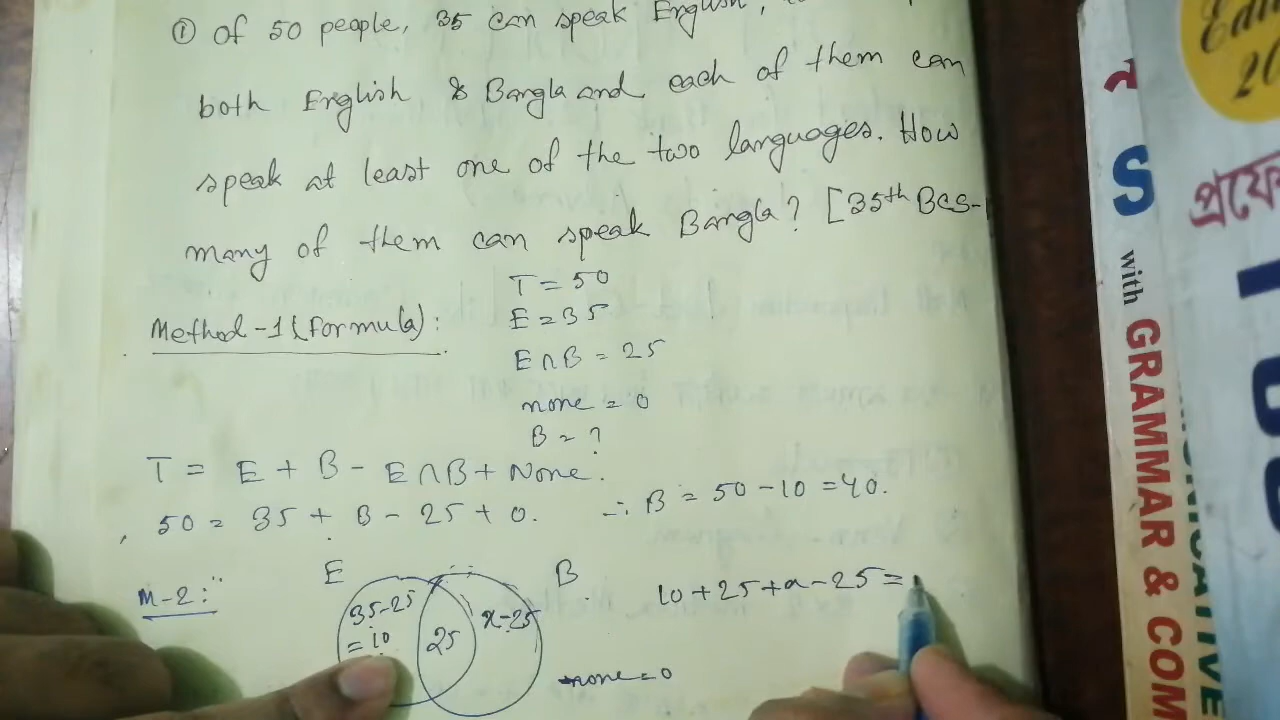 ① Of 50 people, 35 can speak English,
both English & Bangla and each of them can
speak at least one of the two languages. How
many of them can speak Bangla? [35th BCS-
Method-1 (Formula):
T = 50
E = 35
E∩B = 25
none = 0
B = ?
T = E + B - E∩B + None.
50 = 35 + B - 25 + 0.
∴ B = 50 - 10 = 40.
M-2:
E
B
35-25
= 10
25
x-25
none = 0
10+25+x-25=
S with GRAMMAR & COM
প্রফে